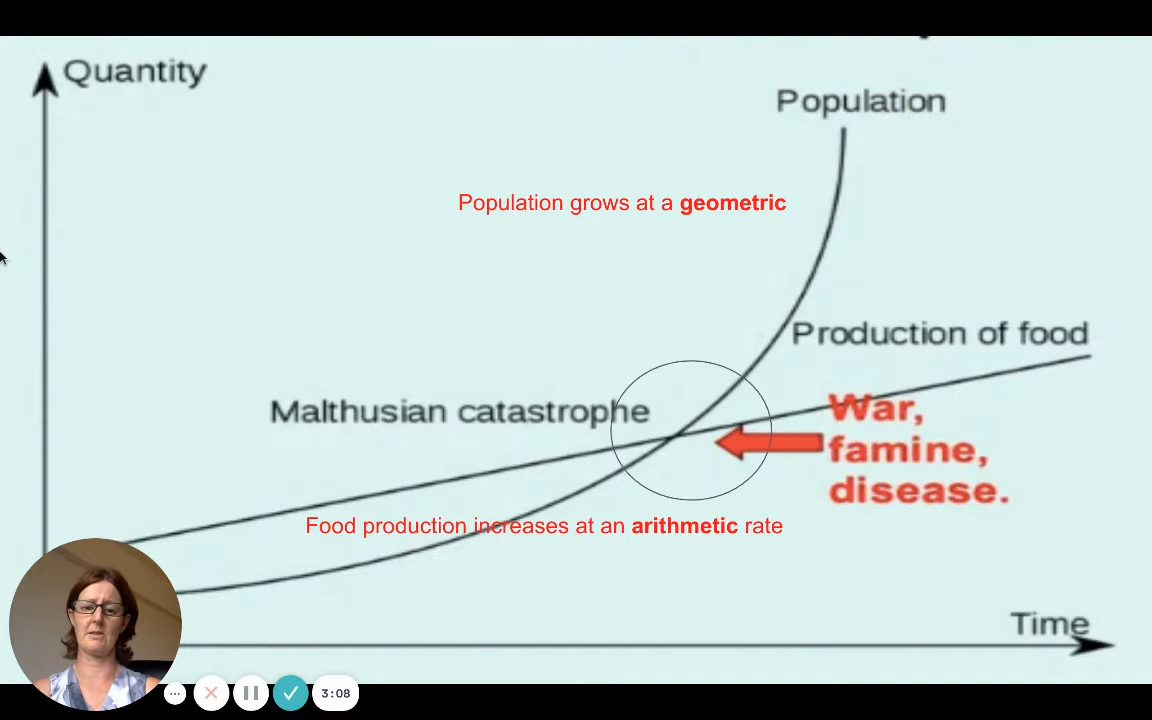 Quantity
Population
Population grows at a geometric
Production of food
Malthusian catastrophe
War,
famine,
disease.
Food production increases at an arithmetic rate
Time
3:08